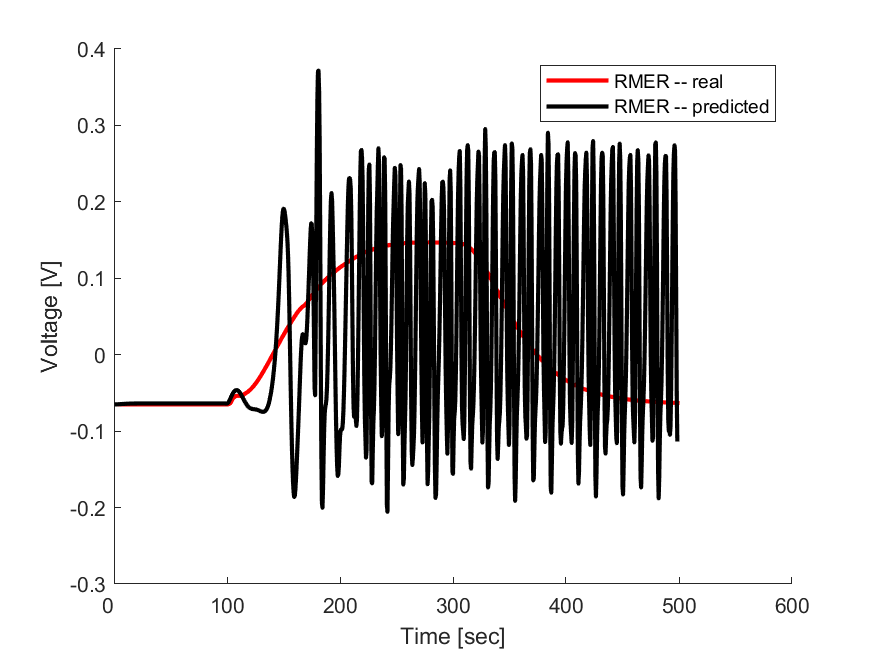 0.4
0.3
0.2
0.1
0
-0.1
-0.2
-0.3
Voltage [V]
RMER -- real
RMER -- predicted
0 100 200 300 400 500 600
Time [sec]